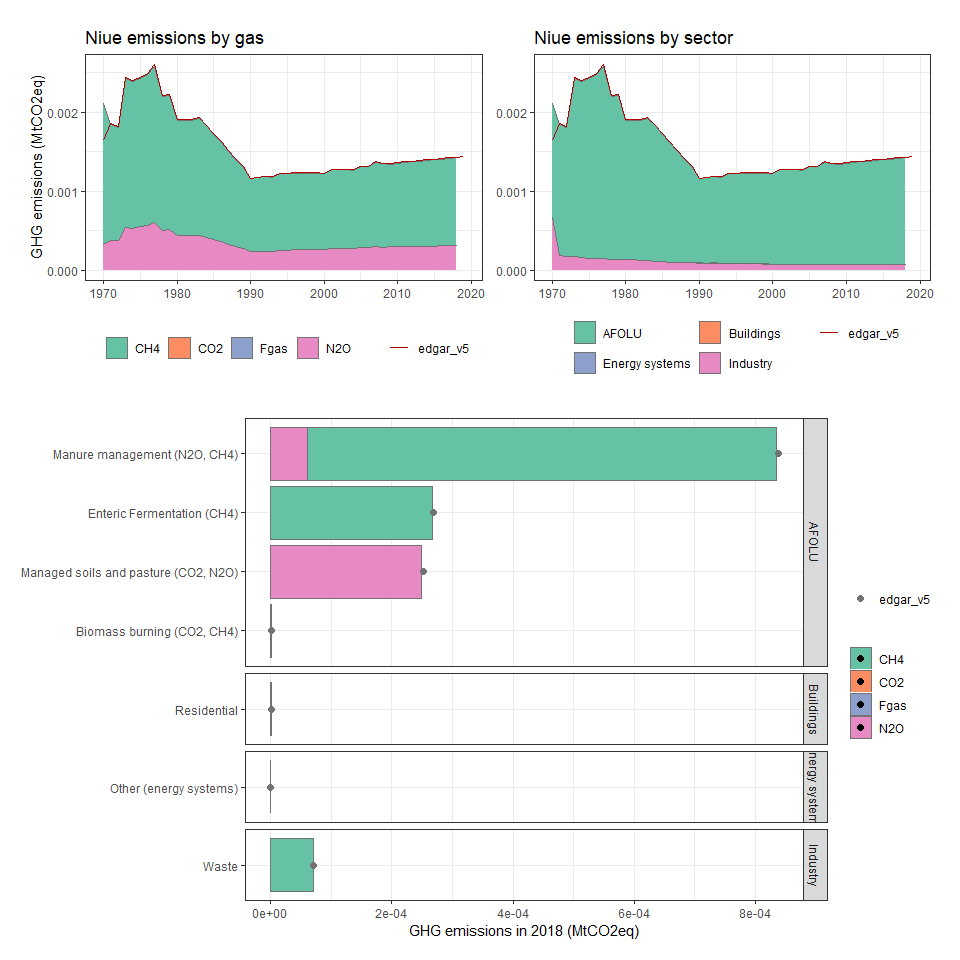 Niue emissions by gas
Niue emissions by sector
GHG emissions (MtCO2eq)
0.002
0.001
0.000
1970 1980 1990 2000 2010 2020
0.002
0.001
0.000
1970 1980 1990 2000 2010 2020
CH4 CO2 Fgas N2O edgar_v5
AFOLU Buildings edgar_v5
Energy systems Industry
Manure management (N2O, CH4)
Enteric Fermentation (CH4)
Managed soils and pasture (CO2, N2O)
Biomass burning (CO2, CH4)
AFOLU
Residential
Buildings
Other (energy systems)
nergy system
Waste
Industry
0e+00 2e-04 4e-04 6e-04 8e-04
GHG emissions in 2018 (MtCO2eq)
edgar_v5
CH4
CO2
Fgas
N2O